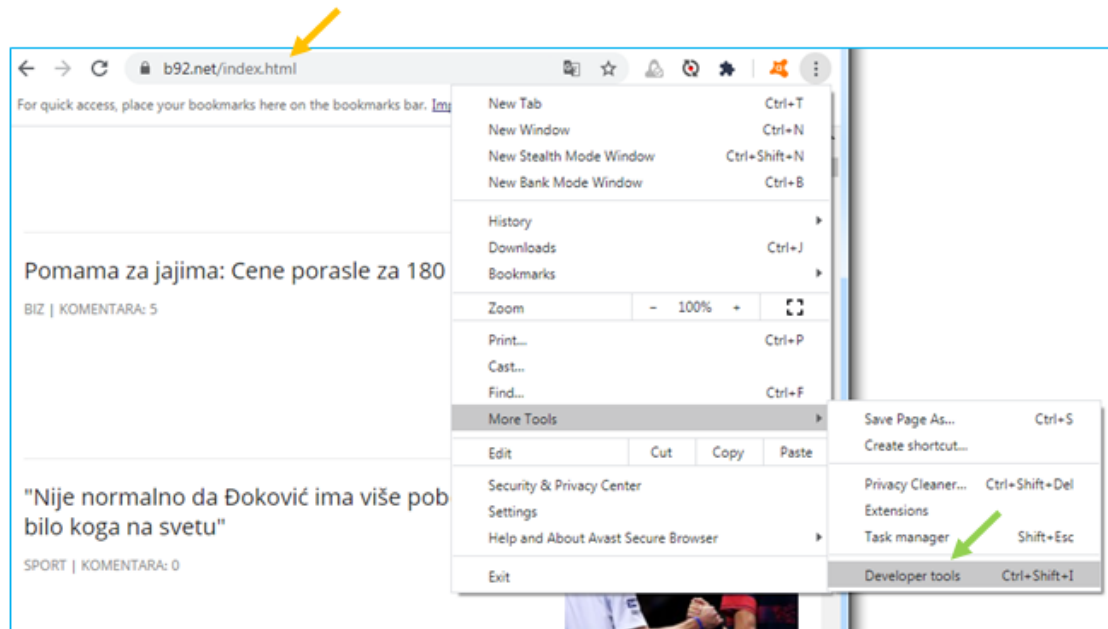 b92.net/index.html
For quick access, place your bookmarks here on the bookmarks bar.
New Tab Ctrl+T
New Window Ctrl+N
New Stealth Mode Window Ctrl+Shift+N
New Bank Mode Window Ctrl+B
History
Downloads Ctrl+J
Bookmarks
Zoom - 100% +
Print... Ctrl+P
Cast...
Find... Ctrl+F
More Tools
Edit Cut Copy Paste
Security & Privacy Center
Settings
Help and About Avast Secure Browser
Exit
Save Page As... Ctrl+S
Create shortcut...
Privacy Cleaner... Ctrl+Shift+Del
Extensions
Task manager Shift+Esc
Developer tools Ctrl+Shift+I
Pomama za jajima: Cene porasle za 180
BIZ | KOMENTARA: 5
"Nije normalno da Đoković ima više pob
bilo koga na svetu"
SPORT | KOMENTARA: 0